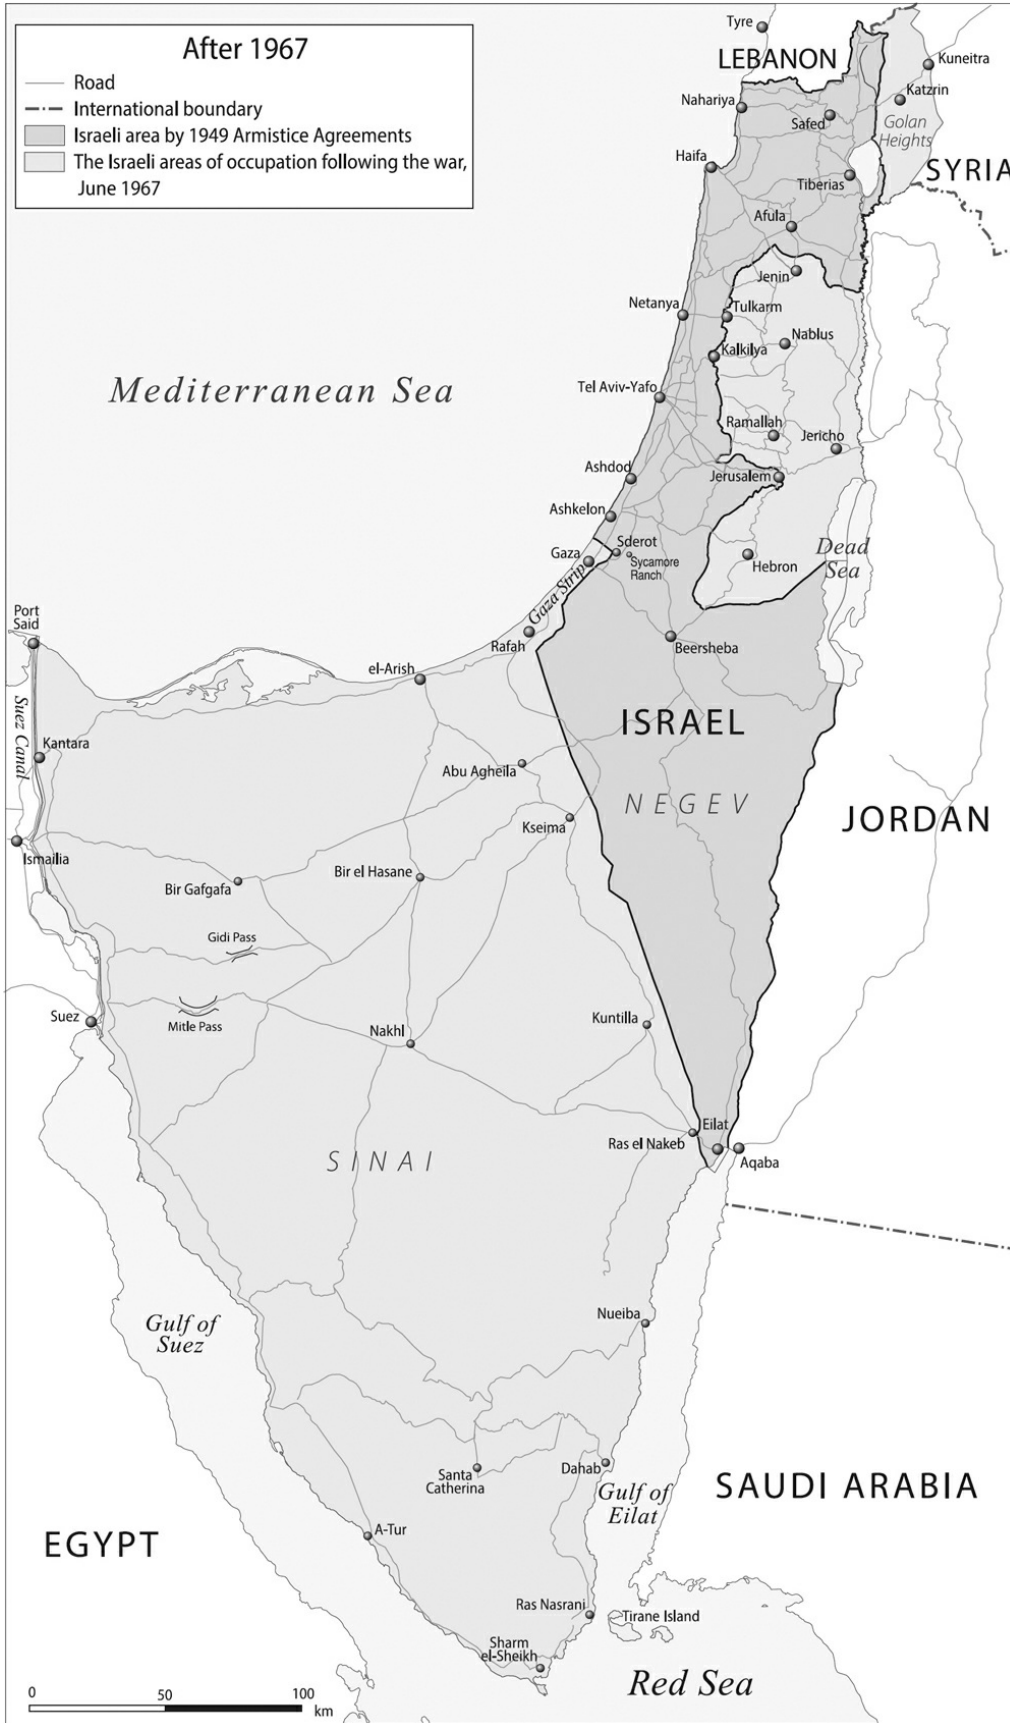 After 1967
Road
International boundary
Israeli area by 1949 Armistice Agreements
The Israeli areas of occupation following the war,
June 1967
Tyre
LEBANON
Kuneitra
Katzrin
Nahariya
Safed
Golan
Heights
Haifa
SYRIA
Tiberias
Afula
Jenin
Netanya
Tulkarm
Nablus
Kalkilya
Mediterranean Sea
Tel Aviv-Yafo
Ramallah
Jericho
Ashdod
Jerusalem
Ashkelon
Sderot
Gaza
Sycamore
Ranch
Hebron
Dead
Sea
Gaza Strip
Port
Said
Rafah
Beersheba
el-Arish
Suez Canal
ISRAEL
Kantara
Abu Agheila
NEGEV
JORDAN
Kseima
Ismailia
Bir el Hasane
Bir Gafgafa
Gidi Pass
Suez
Mitle Pass
Nakhl
Kuntilla
Eilat
Ras el Nakeb
Aqaba
SINAI
Nueiba
Gulf of
Suez
Santa
Catherina
Dahab
SAUDI ARABIA
Gulf of
Eilat
EGYPT
A-Tur
Ras Nasrani
Tirane Island
Sharm
el-Sheikh
Red Sea
0 50 100
km